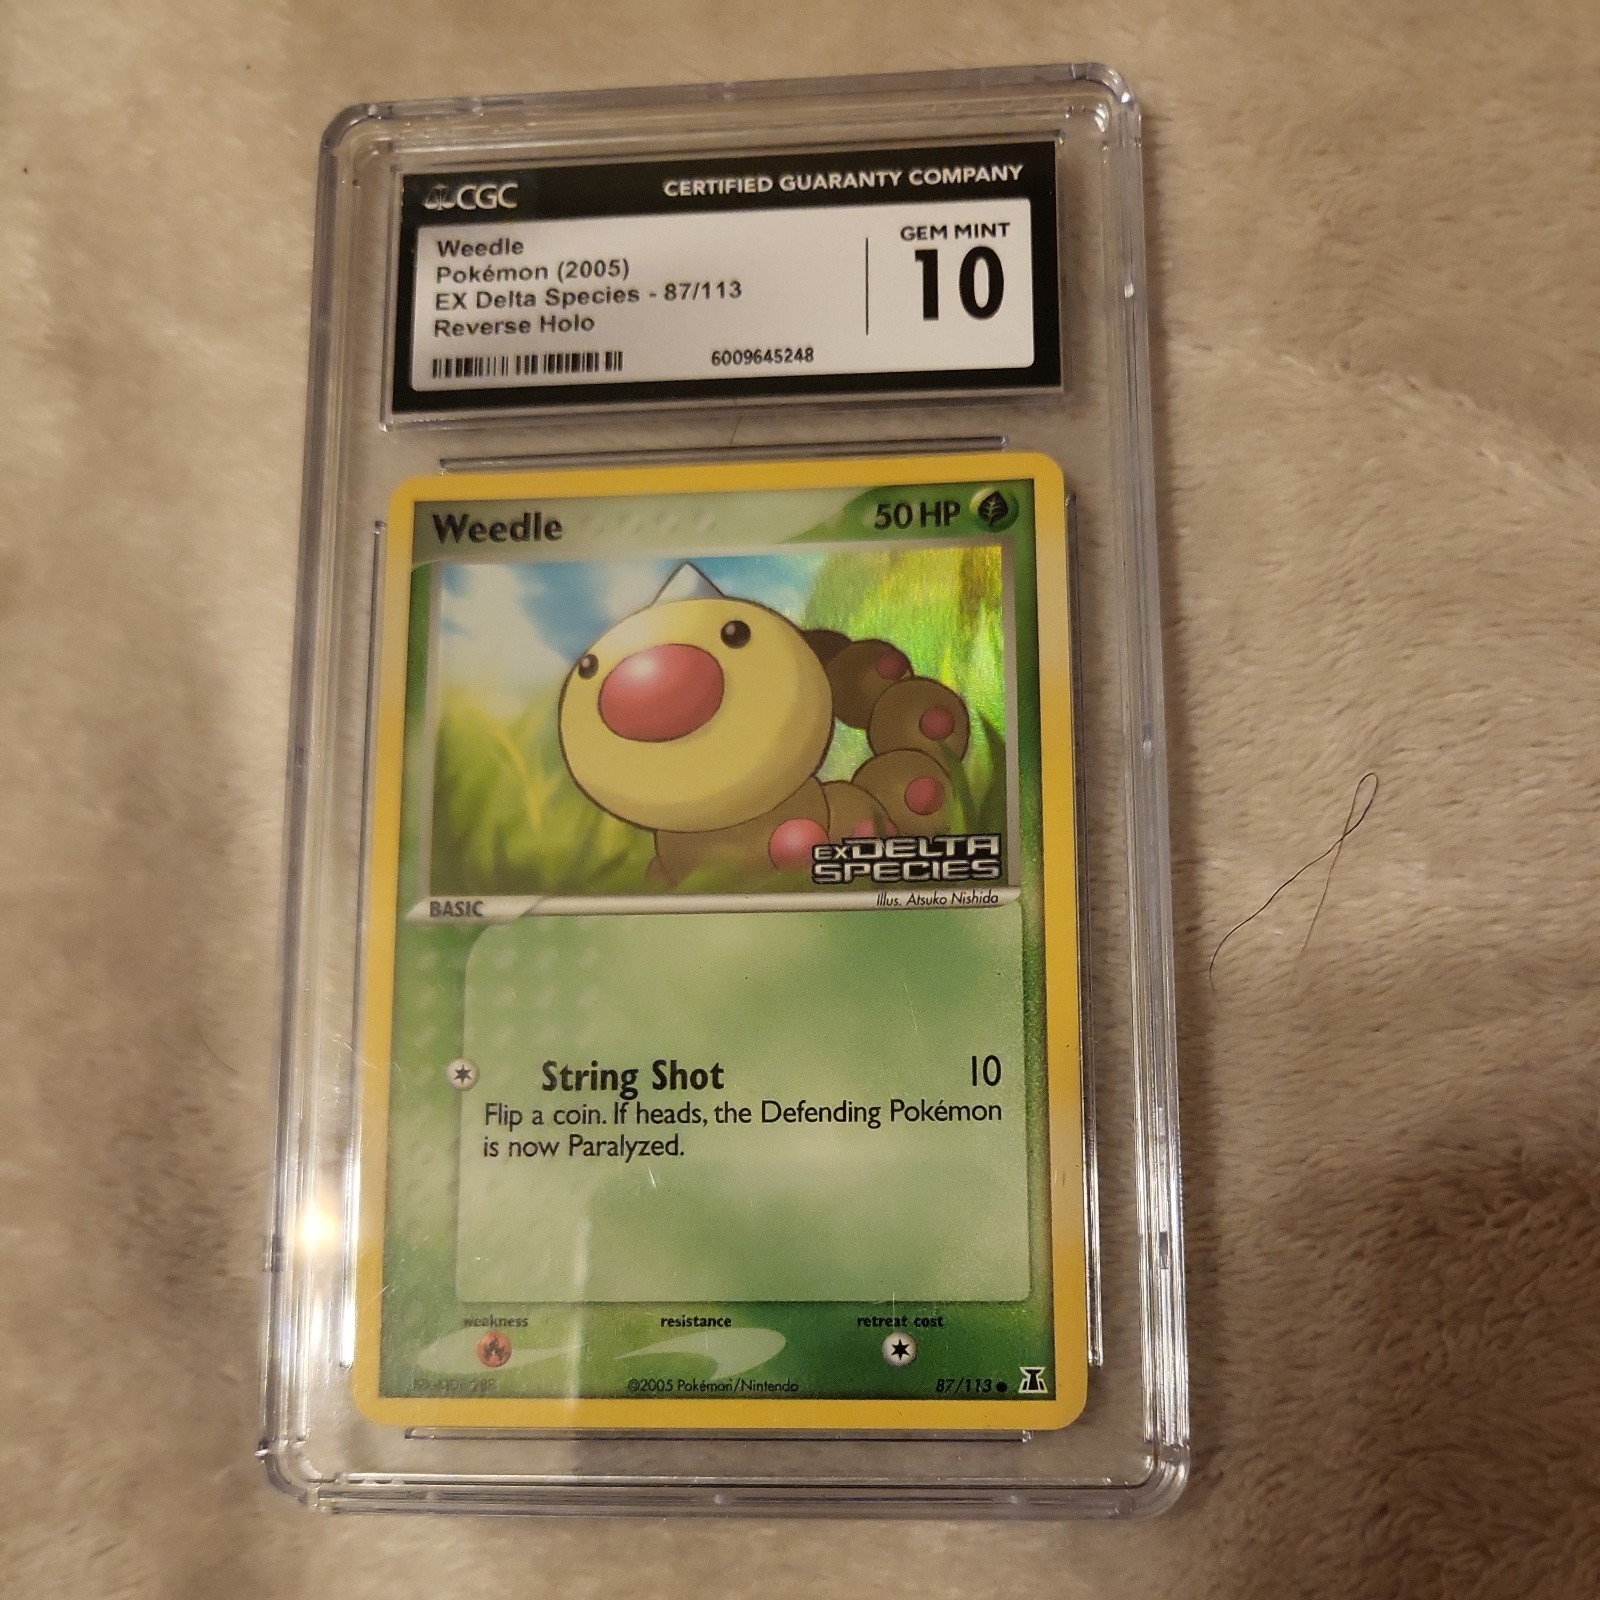 CGC CERTIFIED GUARANTY COMPANY
Weedle
Pokémon (2005)
EX Delta Species - 87/113
Reverse Holo
GEM MINT
10
6009645248
Weedle 50 HP
EX DELTA
SPECIES
BASIC Illus. Atsuko Nishida
String Shot 10
Flip a coin. If heads, the Defending Pokémon
is now Paralyzed.
weakness resistance retreat cost
©2005 Pokémon/Nintendo 87/113